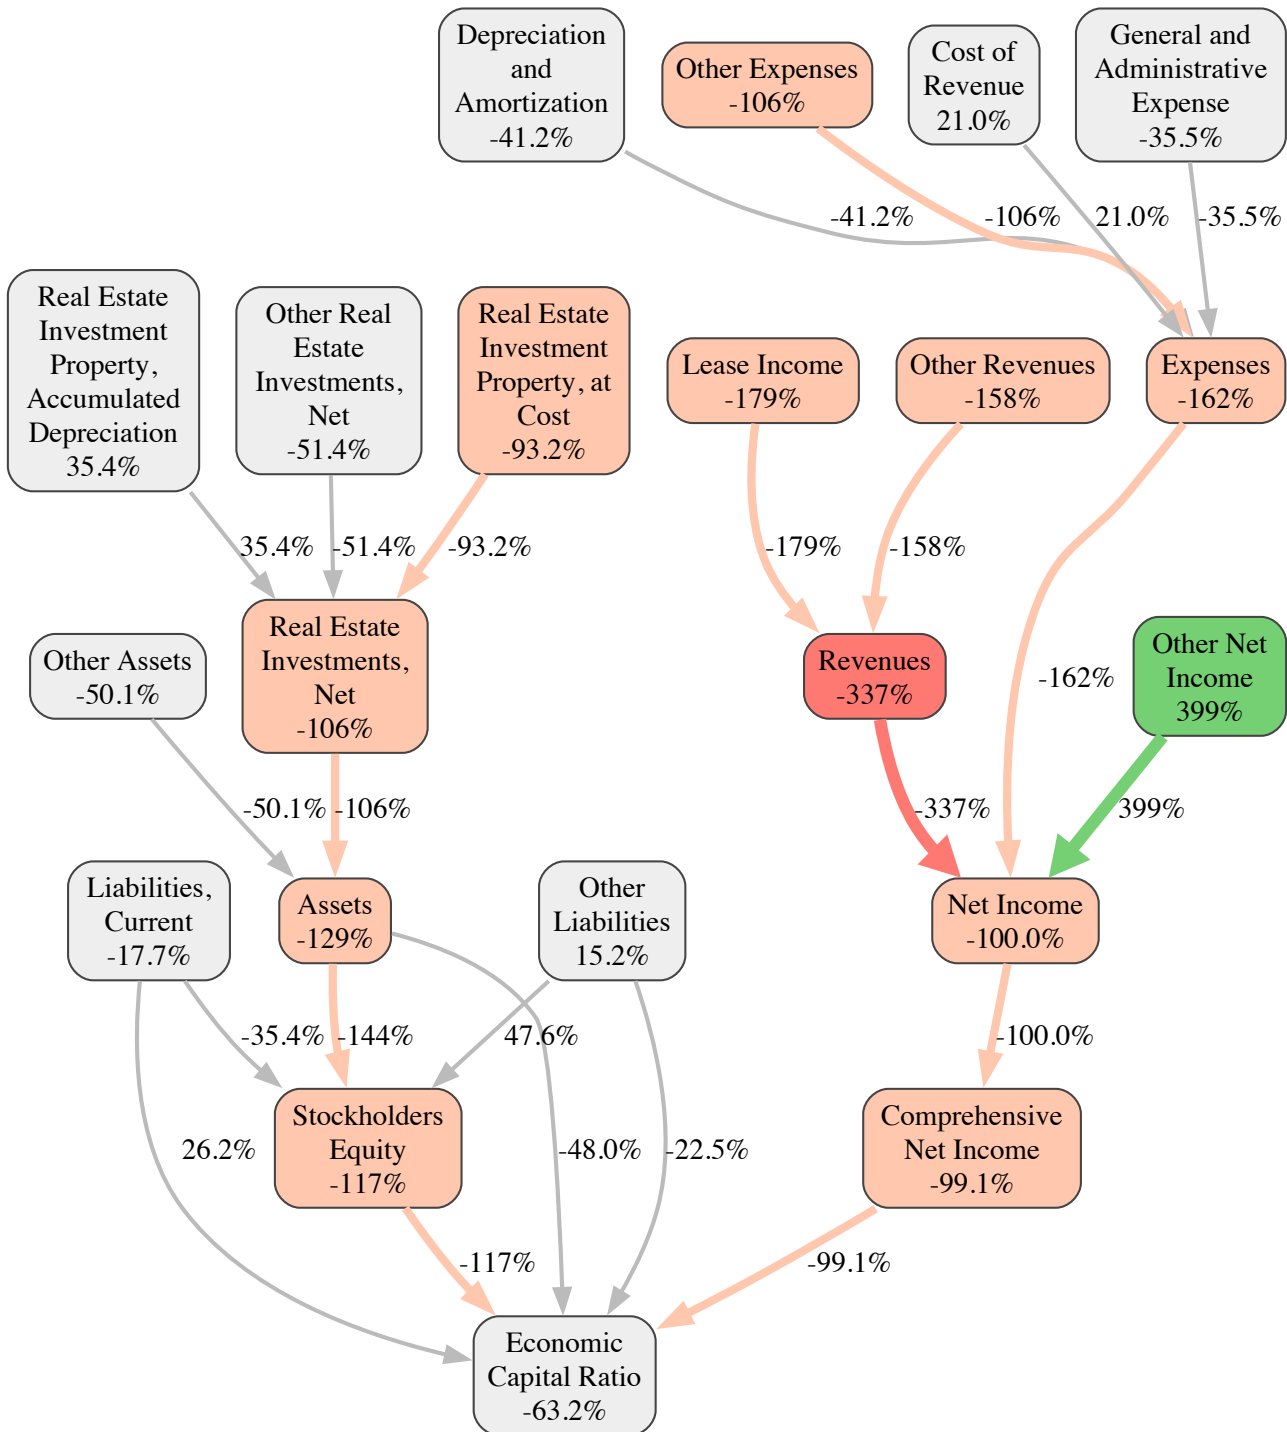 Depreciation
and
Amortization
-41.2%
Other Expenses
-106%
Cost of
Revenue
21.0%
General and
Administrative
Expense
-35.5%
-41.2%
-106%
21.0%
-35.5%
Real Estate
Investment
Property,
Accumulated
Depreciation
35.4%
Other Real
Estate
Investments,
Net
-51.4%
Real Estate
Investment
Property, at
Cost
-93.2%
Lease Income
-179%
Other Revenues
-158%
Expenses
-162%
35.4%
-51.4%
-93.2%
-179%
-158%
Other Assets
-50.1%
Real Estate
Investments,
Net
-106%
Revenues
-337%
-162%
Other Net
Income
399%
-50.1%
-106%
-337%
399%
Liabilities,
Current
-17.7%
Assets
-129%
Other
Liabilities
15.2%
Net Income
-100.0%
-35.4%
-144%
47.6%
-100.0%
26.2%
Stockholders
Equity
-117%
-48.0%
-22.5%
Comprehensive
Net Income
-99.1%
-117%
-99.1%
Economic
Capital Ratio
-63.2%